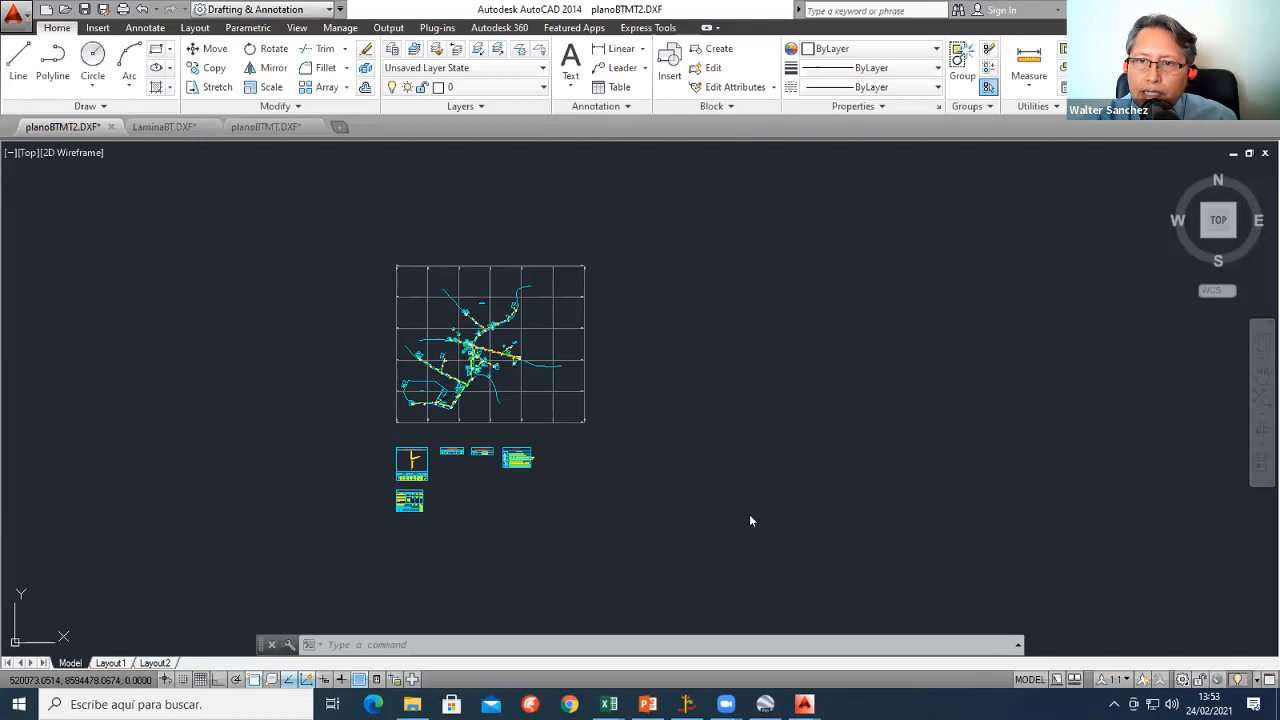 Drafting & Annotation
Autodesk AutoCAD 2014 planoBTMT2.DXF
Type a keyword or phrase
Sign In
Home Insert Annotate Layout Parametric View Manage Output Plug-ins Autodesk 360 Featured Apps Express Tools
Line Polyline Circle Arc
Move Rotate Trim
Copy Mirror Fillet
Stretch Scale Array
Unsaved Layer State
0
Text
Linear
Leader
Table
Insert
Create
Edit
Edit Attributes
ByLayer
ByLayer
ByLayer
Group
Measure
Draw Modify Layers Annotation Block Properties Groups Utilities
Walter Sanchez
planoBTMT2.DXF* LaminaBT.DXF* planoBTMT.DXF*
[−][Top][2D Wireframe]
N
W TOP E
S
WCS
Y
X
Type a command
Model Layout1 Layout2
520073.0514, 8594478.0674, 0.0000
MODEL
1:1
Escribe aquí para buscar.
13:53
24/02/2021